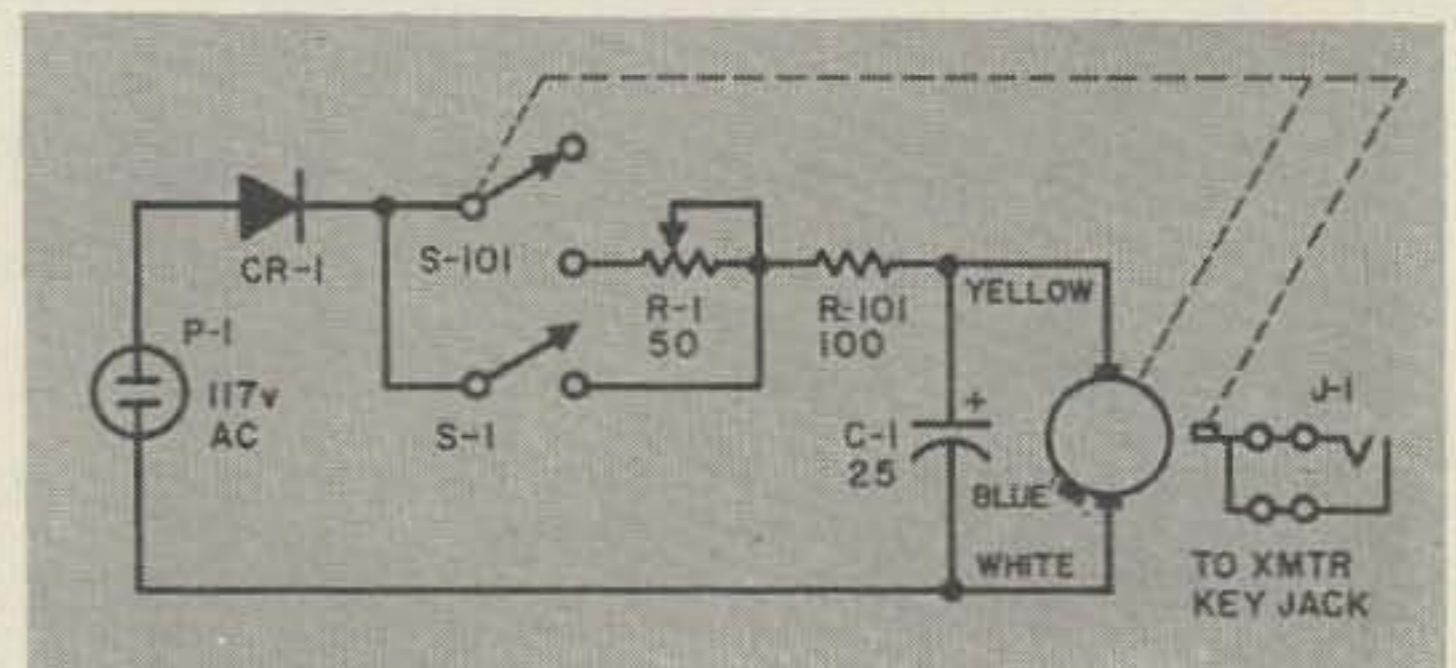 CR-1
S-101
P-1
117v
AC
R-1
50
R-101
100
S-1
YELLOW
C-1
25
+
BLUE
WHITE
J-1
TO XMTR
KEY JACK